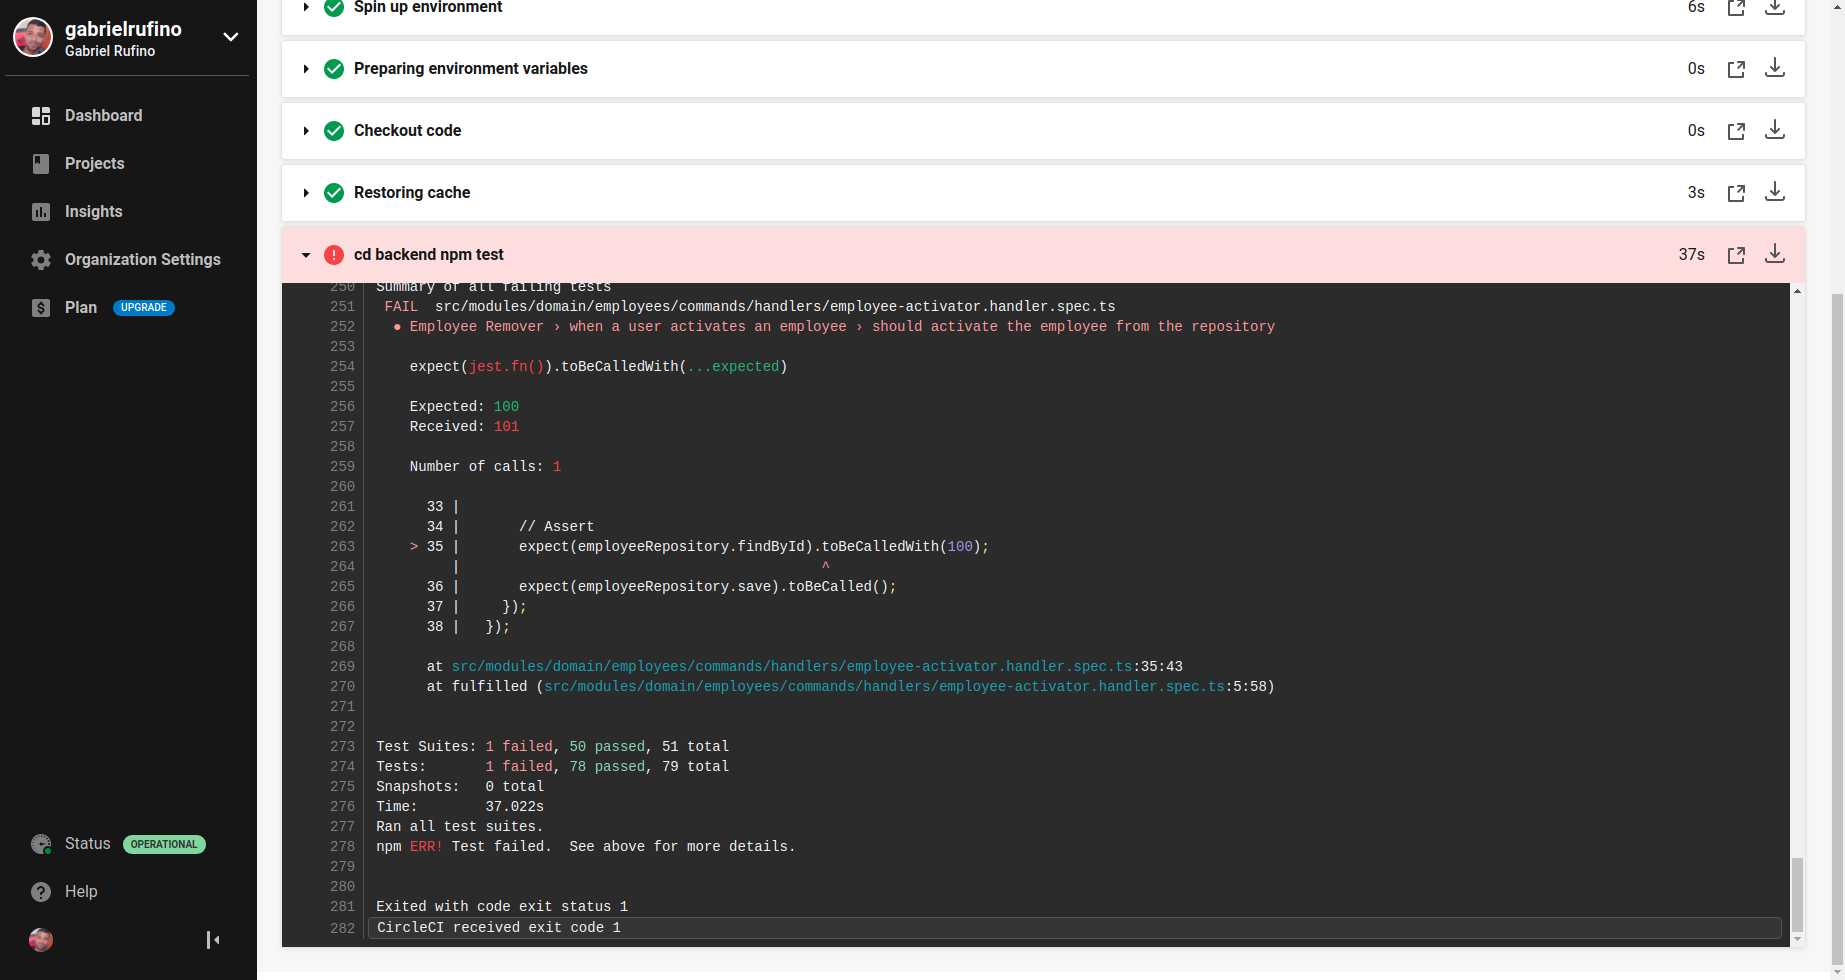 gabrielrufino
Gabriel Rufino
Dashboard
Projects
Insights
Organization Settings
Plan UPGRADE
Status OPERATIONAL
Help
Spin up environment 6s
Preparing environment variables 0s
Checkout code 0s
Restoring cache 3s
! cd backend npm test 37s
250 Summary of all failing tests
251 FAIL src/modules/domain/employees/commands/handlers/employee-activator.handler.spec.ts
252 ● Employee Remover › when a user activates an employee › should activate the employee from the repository
253
254 expect(jest.fn()).toBeCalledWith(...expected)
255
256 Expected: 100
257 Received: 101
258
259 Number of calls: 1
260
261 33 |
262 34 | // Assert
263 > 35 | expect(employeeRepository.findById).toBeCalledWith(100);
264 | ^
265 36 | expect(employeeRepository.save).toBeCalled();
266 37 | });
267 38 | });
268
269 at src/modules/domain/employees/commands/handlers/employee-activator.handler.spec.ts:35:43
270 at fulfilled (src/modules/domain/employees/commands/handlers/employee-activator.handler.spec.ts:5:58)
271
272
273 Test Suites: 1 failed, 50 passed, 51 total
274 Tests: 1 failed, 78 passed, 79 total
275 Snapshots: 0 total
276 Time: 37.022s
277 Ran all test suites.
278 npm ERR! Test failed. See above for more details.
279
280
281 Exited with code exit status 1
282 CircleCI received exit code 1